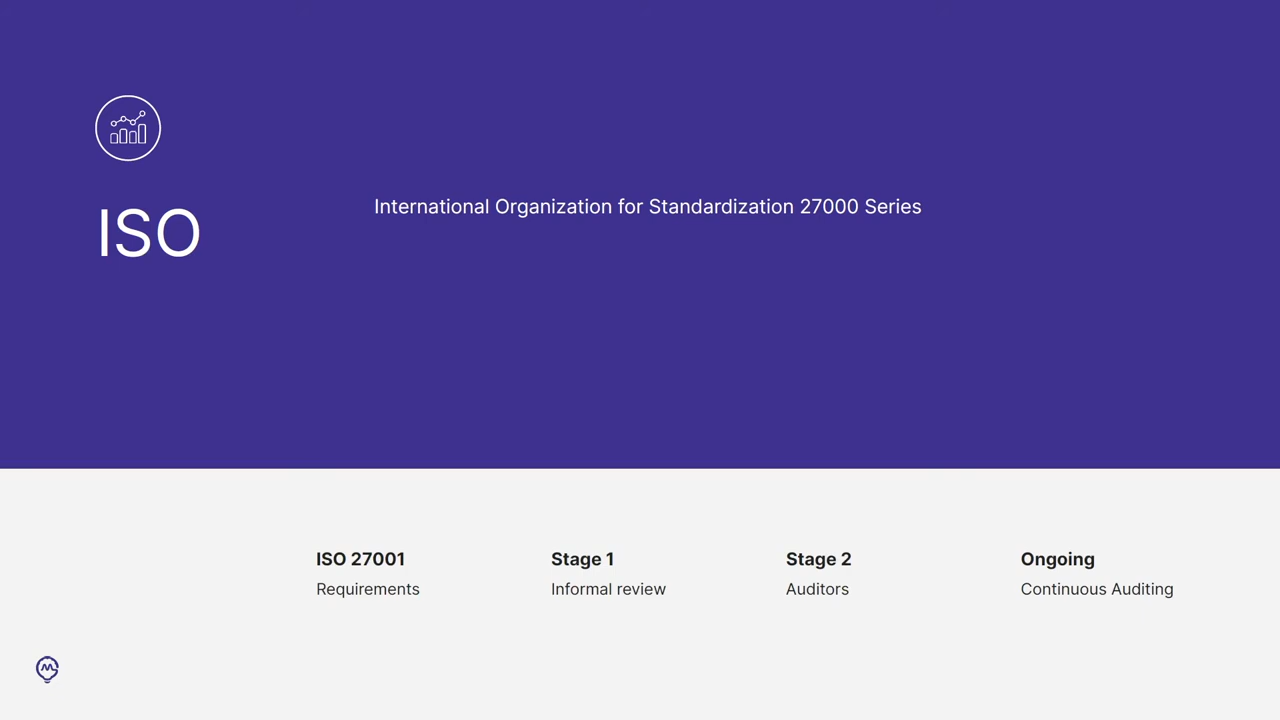 ISO
International Organization for Standardization 27000 Series
ISO 27001
Requirements
Stage 1
Informal review
Stage 2
Auditors
Ongoing
Continuous Auditing